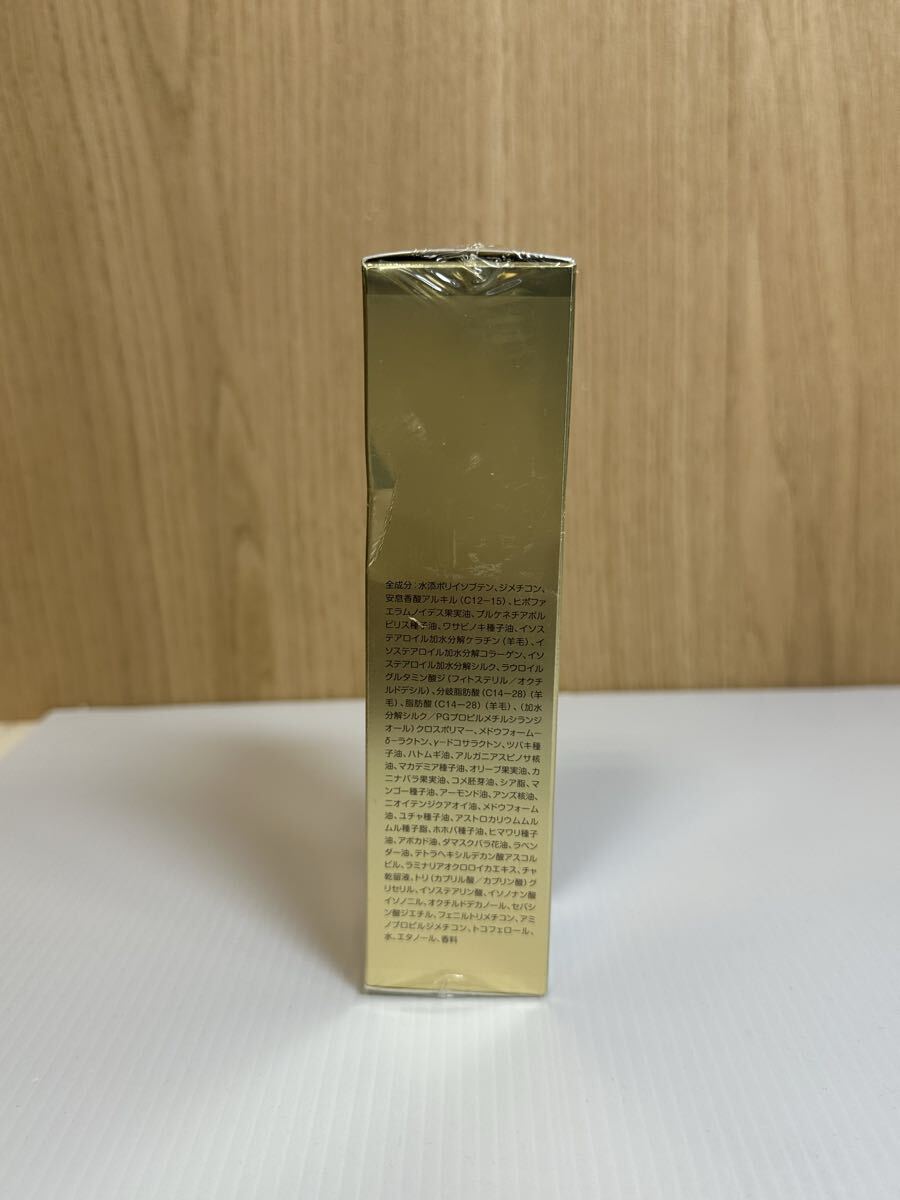 全成分：水添ポリイソブテン、ジメチコン、
安息香酸アルキル（C12－15）、ヒポファ
エラムノイデス果実油、プルケネチアボル
ビリス種子油、ワサビノキ種子油、イソス
テアロイル加水分解ケラチン（羊毛）、イ
ソステアロイル加水分解コラーゲン、イソ
ステアロイル加水分解シルク、ラウロイル
グルタミン酸ジ（フィトステリル／オクチ
ルドデシル）、分岐脂肪酸（C14－28）（羊
毛）、脂肪酸（C14－28）（羊毛）、（加水
分解シルク／PGプロピルメチルシランジ
オール）クロスポリマー、メドウフォーム－
δ－ラクトン、γ－ドコサラクトン、ツバキ種
子油、ハトムギ油、アルガニアスピノサ核
油、マカデミア種子油、オリーブ果実油、カ
ニナバラ果実油、コメ胚芽油、シア脂、マ
ンゴー種子油、アーモンド油、アンズ核油、
ニオイテンジクアオイ油、メドウフォーム
油、ユチャ種子油、アストロカリウムムル
ムル種子脂、ホホバ種子油、ヒマワリ種子
油、アボカド油、ダマスクバラ花油、ラベン
ダー油、テトラヘキシルデカン酸アスコル
ビル、ラミナリアオクロロイカエキス、チャ
乾留液、トリ（カプリル酸／カプリン酸）グ
リセリル、イソステアリン酸、イソノナン酸
イソノニル、オクチルドデカノール、セバシ
ン酸ジエチル、フェニルトリメチコン、アミ
ノプロピルジメチコン、トコフェロール、
水、エタノール、香料